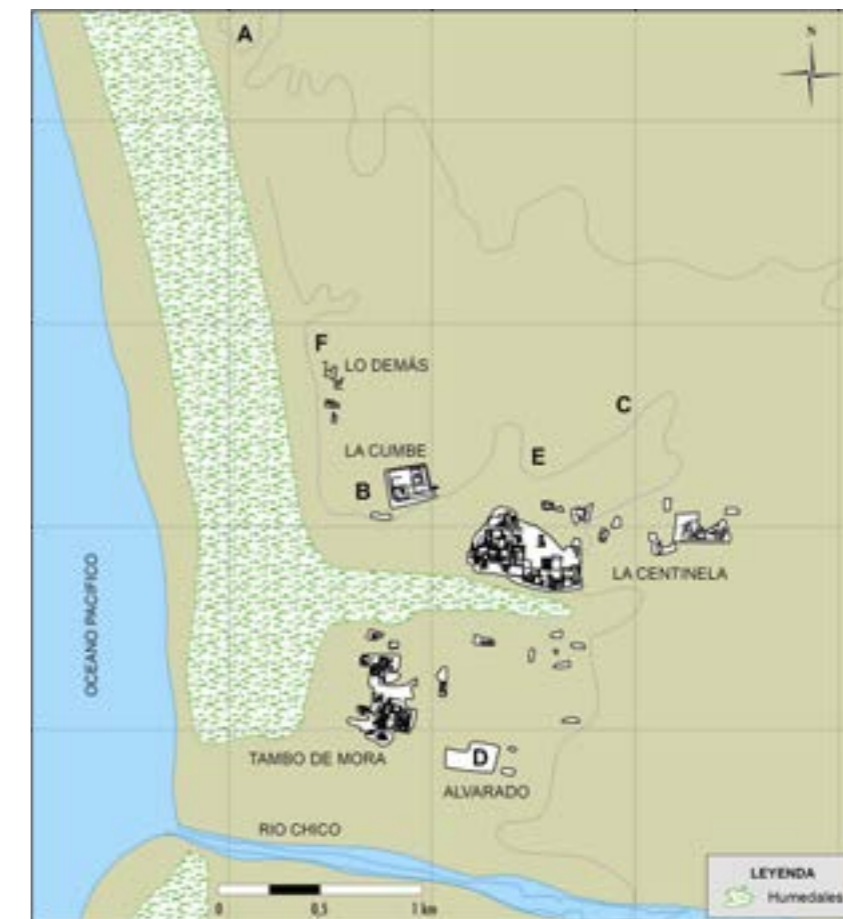 A
N
F
LO DEMÁS
C
LA CUMBE
E
B
LA CENTINELA
OCEANO PACIFICO
TAMBO DE MORA
D
ALVARADO
RIO CHICO
LEYENDA
Humedales
0 0,5 1 km